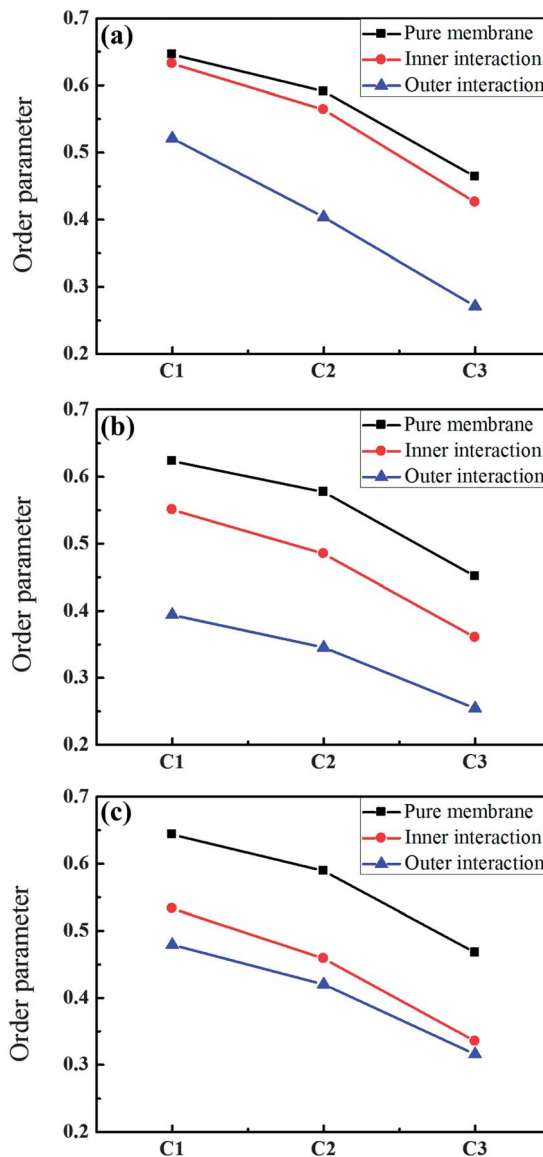 (a)
Pure membrane
Inner interaction
Outer interaction
Order parameter
0.7
0.6
0.5
0.4
0.3
0.2
C1 C2 C3
(b)
Pure membrane
Inner interaction
Outer interaction
Order parameter
0.7
0.6
0.5
0.4
0.3
0.2
C1 C2 C3
(c)
Pure membrane
Inner interaction
Outer interaction
Order parameter
0.7
0.6
0.5
0.4
0.3
0.2
C1 C2 C3